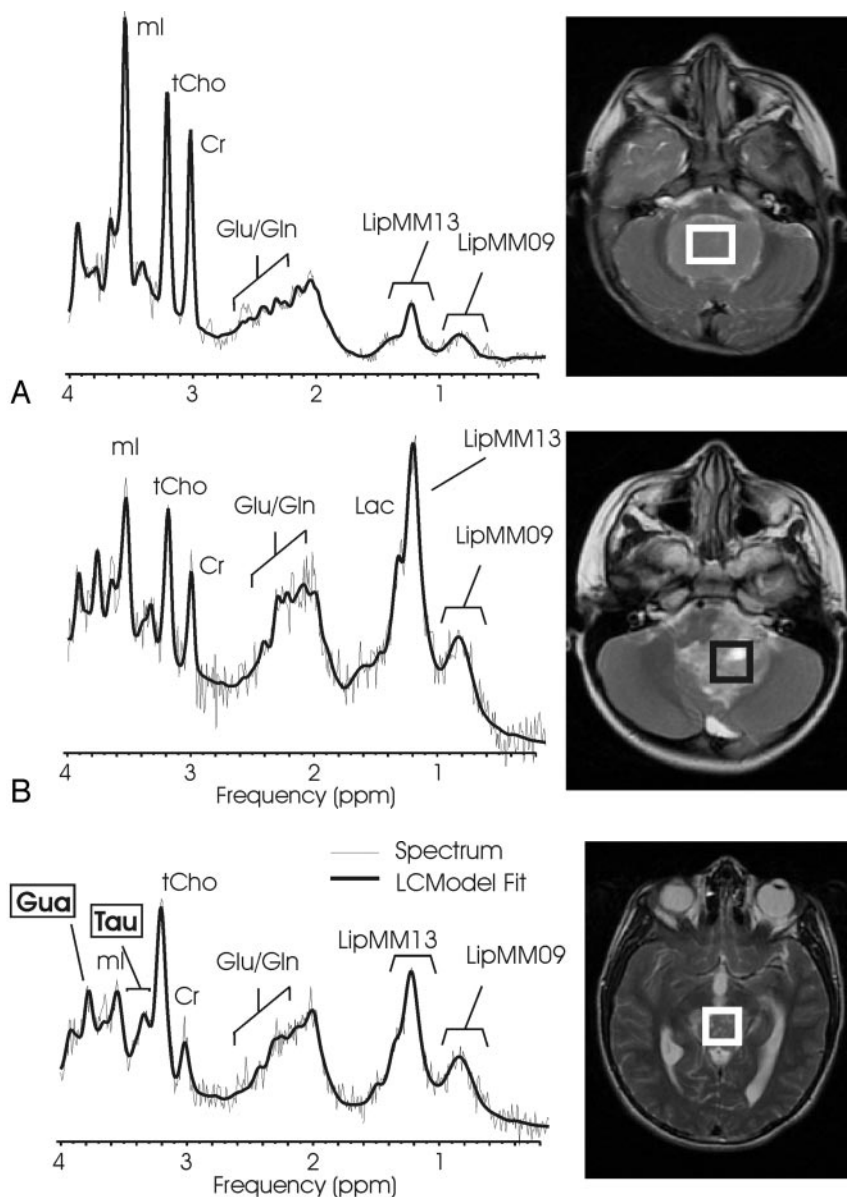 mI
tCho
Cr
Glu/Gln
LipMM13
LipMM09
4 3 2 1
A
LipMM13
mI
tCho
Glu/Gln
Lac
LipMM09
Cr
4 3 2 1
B
Frequency (ppm)
Spectrum
LCModel Fit
tCho
Gua
Tau
LipMM13
mI
Glu/Gln
LipMM09
Cr
4 3 2 1
Frequency (ppm)